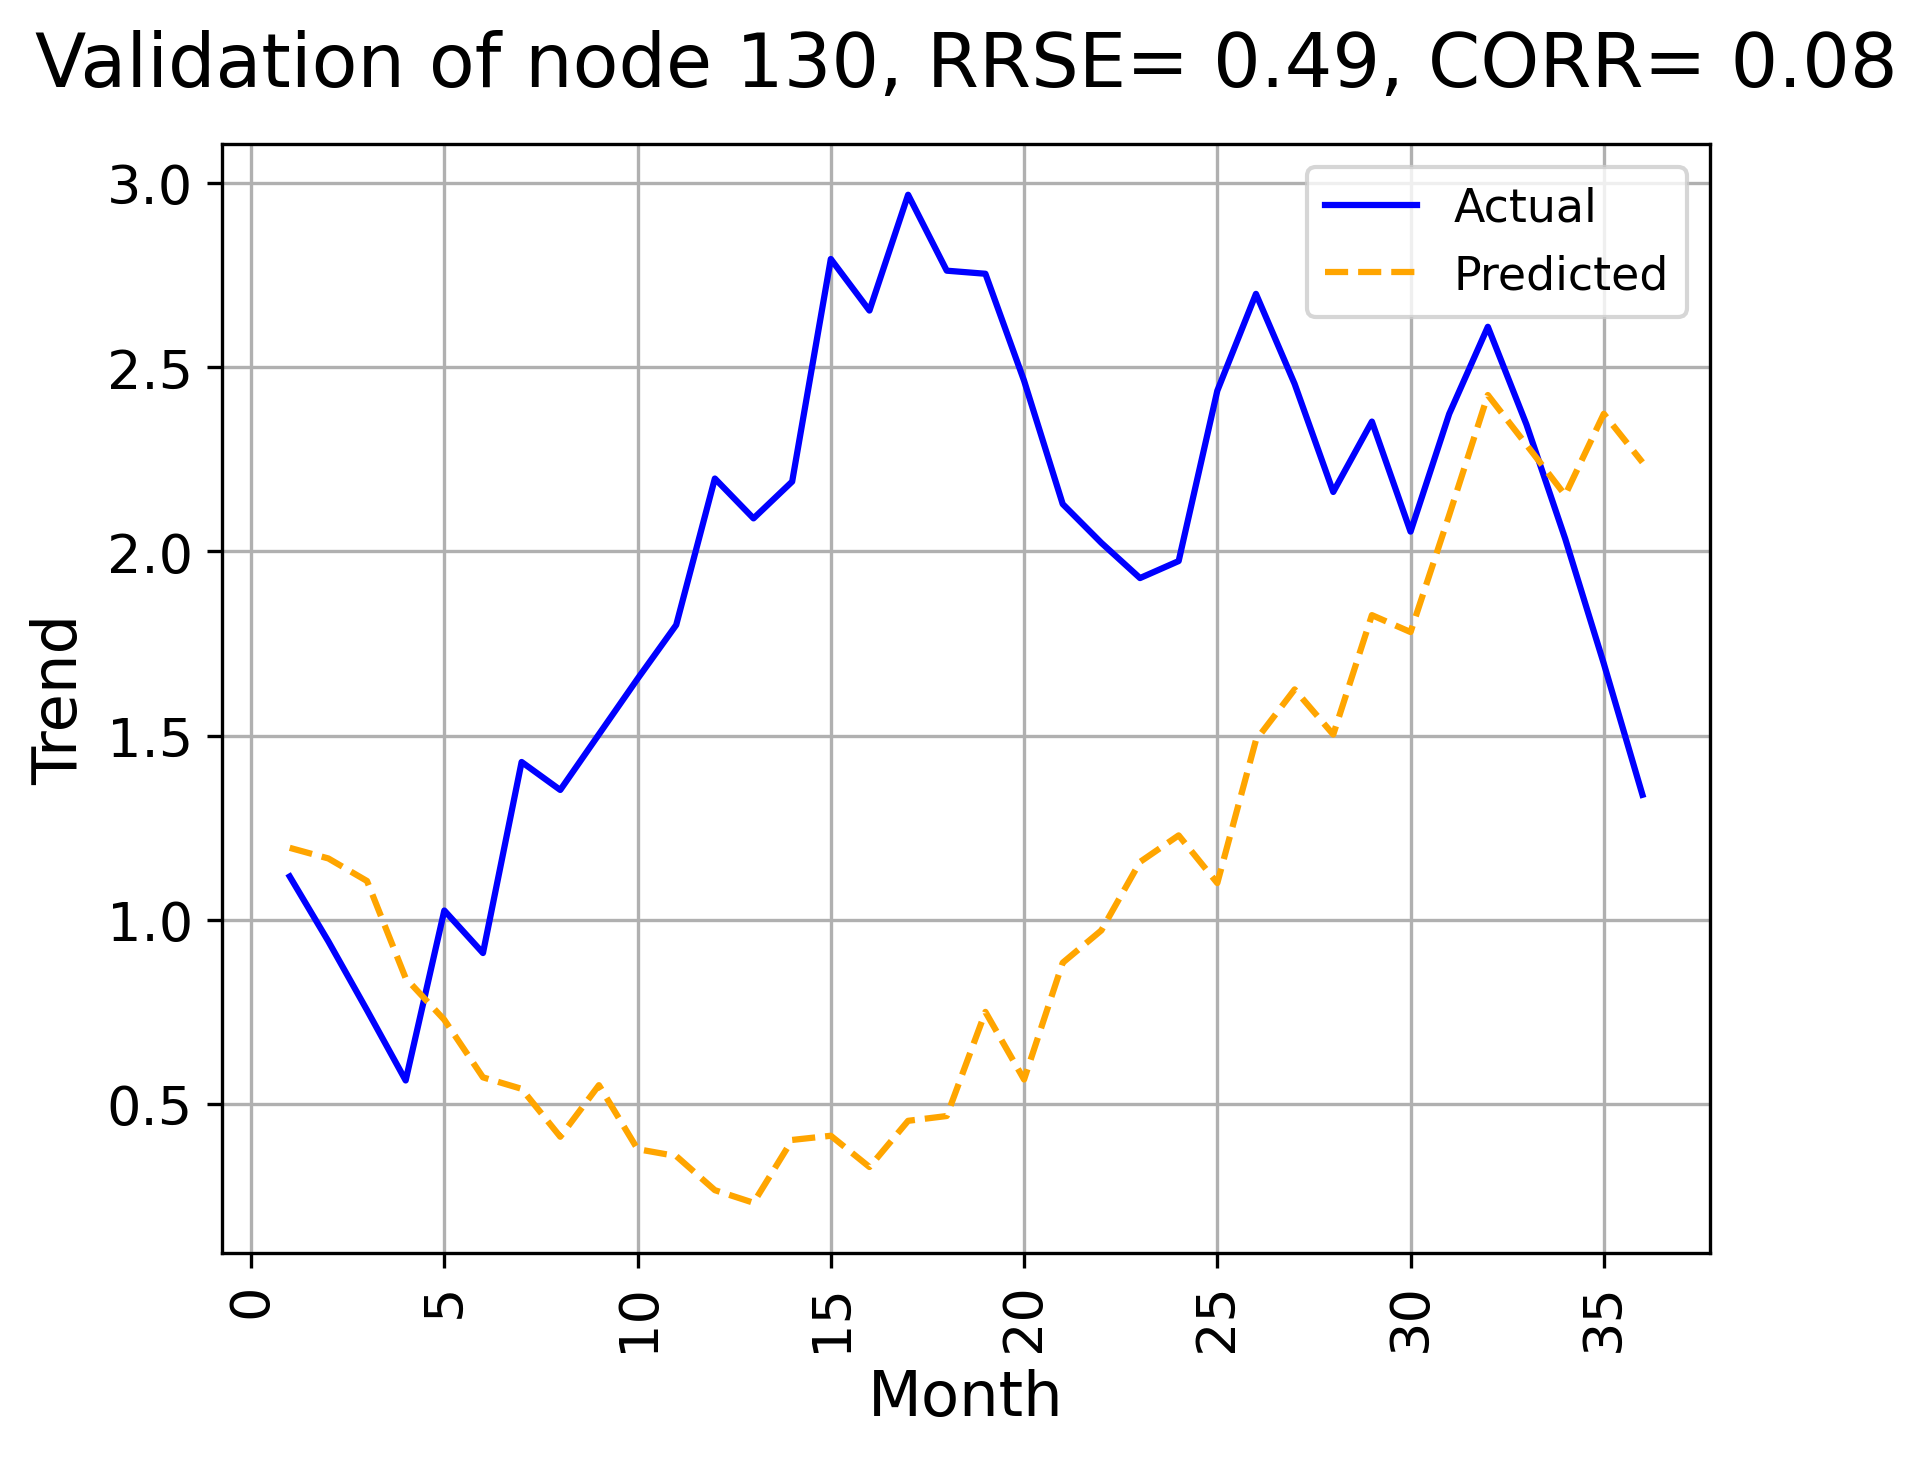 Validation of node 130, RRSE= 0.49, CORR= 0.08
Actual
Predicted
3.0
2.5
2.0
1.5
1.0
0.5
Trend
0
5
10
15
20
25
30
35
Month